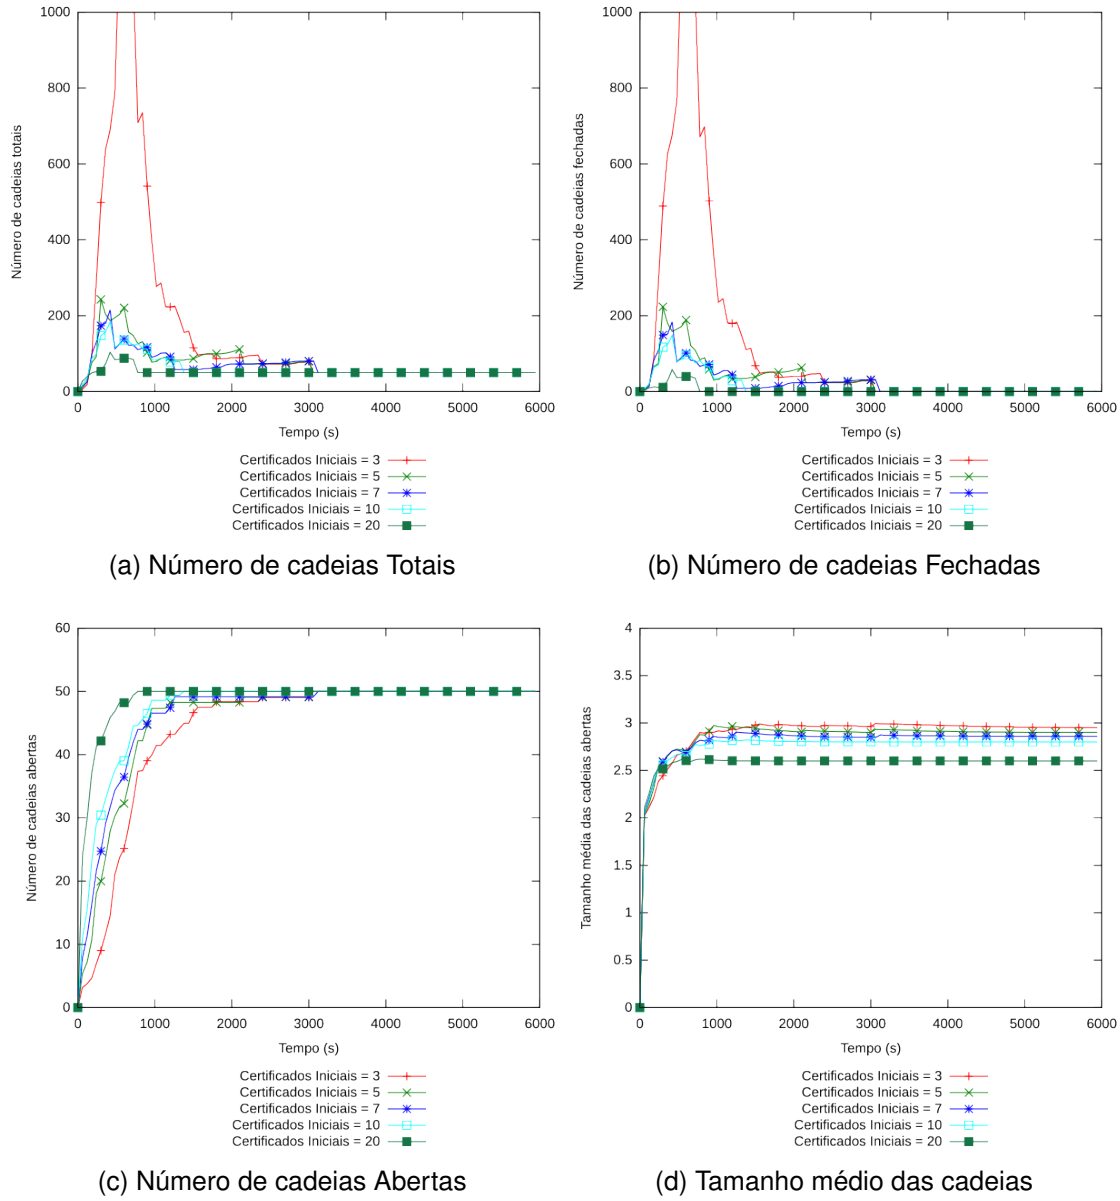 1000
800
600
400
200
0
Número de cadeias totais
0 1000 2000 3000 4000 5000 6000
Tempo (s)
Certificados Iniciais = 3
Certificados Iniciais = 5
Certificados Iniciais = 7
Certificados Iniciais = 10
Certificados Iniciais = 20
(a) Número de cadeias Totais
1000
800
600
400
200
0
Número de cadeias fechadas
0 1000 2000 3000 4000 5000 6000
Tempo (s)
Certificados Iniciais = 3
Certificados Iniciais = 5
Certificados Iniciais = 7
Certificados Iniciais = 10
Certificados Iniciais = 20
(b) Número de cadeias Fechadas
60
50
40
30
20
10
0
Número de cadeias abertas
0 1000 2000 3000 4000 5000 6000
Tempo (s)
Certificados Iniciais = 3
Certificados Iniciais = 5
Certificados Iniciais = 7
Certificados Iniciais = 10
Certificados Iniciais = 20
(c) Número de cadeias Abertas
4
3.5
3
2.5
2
1.5
1
0.5
0
Tamanho média das cadeias abertas
0 1000 2000 3000 4000 5000 6000
Tempo (s)
Certificados Iniciais = 3
Certificados Iniciais = 5
Certificados Iniciais = 7
Certificados Iniciais = 10
Certificados Iniciais = 20
(d) Tamanho médio das cadeias